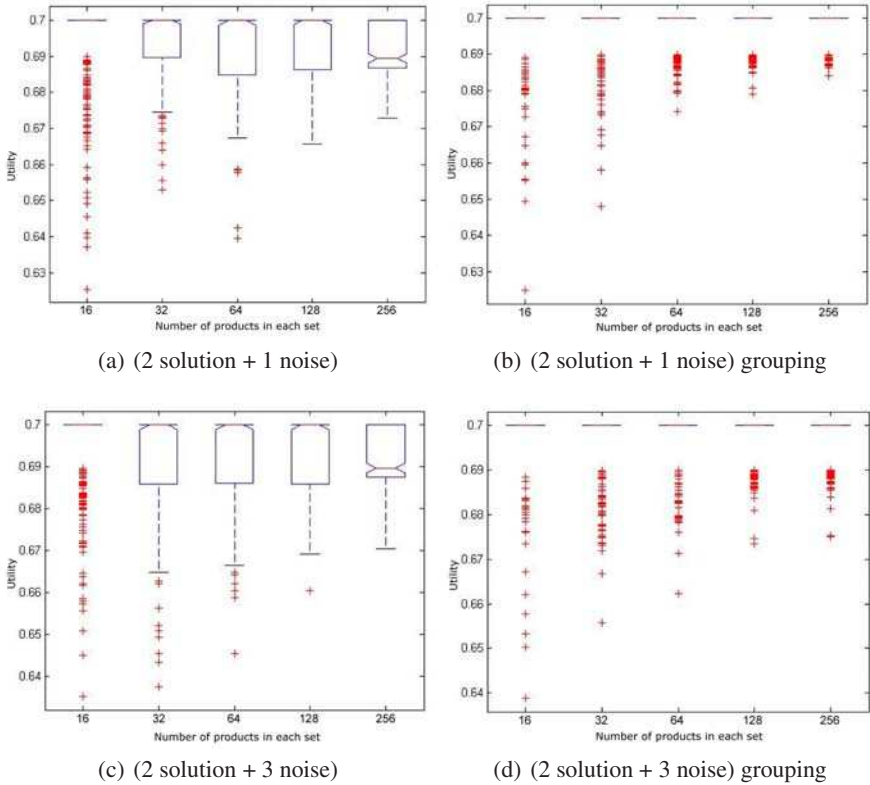 0.7
0.69
0.68
0.67
0.66
0.65
0.64
0.63
Utility
16 32 64 128 256
Number of products in each set
(a) (2 solution + 1 noise)
0.7
0.69
0.68
0.67
0.66
0.65
0.64
0.63
Utility
16 32 64 128 256
Number of products in each set
(b) (2 solution + 1 noise) grouping
0.7
0.69
0.68
0.67
0.66
0.65
0.64
Utility
16 32 64 128 256
Number of products in each set
(c) (2 solution + 3 noise)
0.7
0.69
0.68
0.67
0.66
0.65
0.64
Utility
16 32 64 128 256
Number of products in each set
(d) (2 solution + 3 noise) grouping